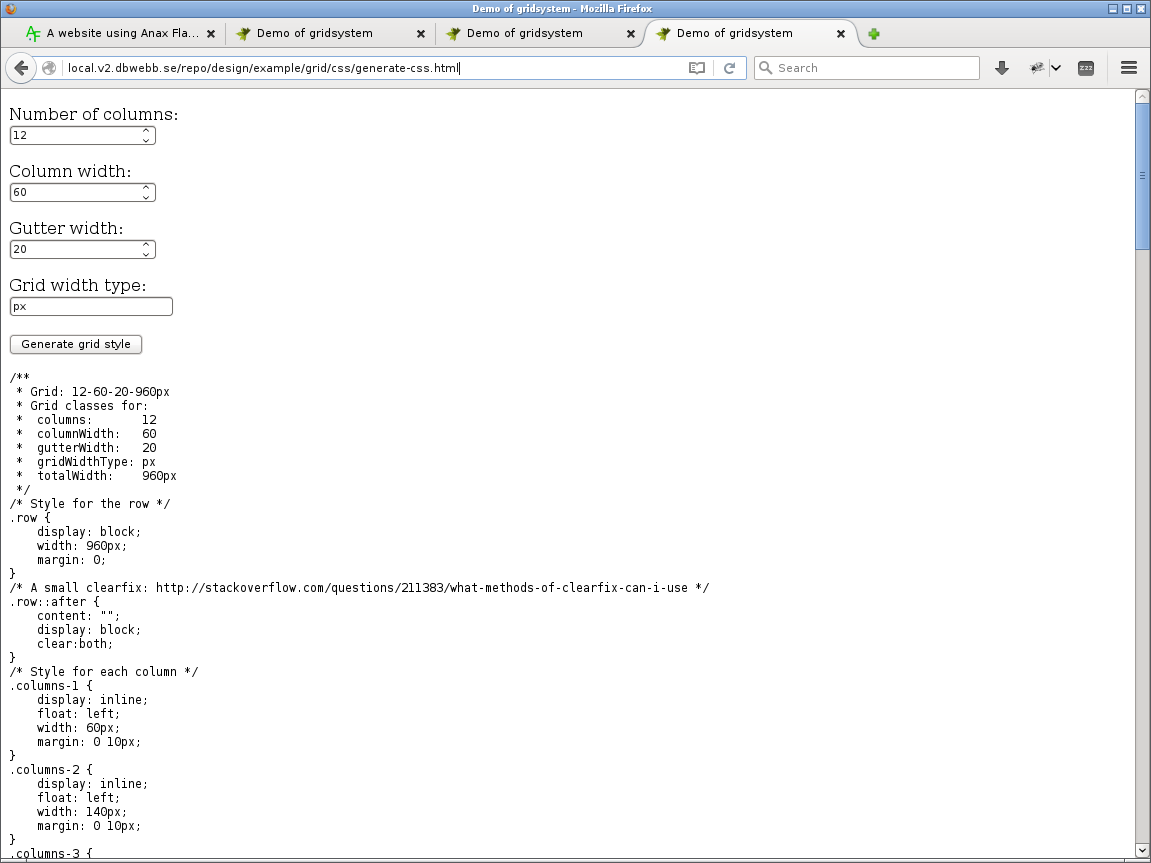 Demo of gridsystem - Mozilla Firefox
A website using Anax Fla...
Demo of gridsystem
Demo of gridsystem
Demo of gridsystem
local.v2.dbwebb.se/repo/design/example/grid/css/generate-css.html
Search
zzz
Number of columns:
12
Column width:
60
Gutter width:
20
Grid width type:
px
Generate grid style
/**
 * Grid: 12-60-20-960px
 * Grid classes for:
 *  columns:       12
 *  columnWidth:   60
 *  gutterWidth:   20
 *  gridWidthType: px
 *  totalWidth:    960px
 */
/* Style for the row */
.row {
    display: block;
    width: 960px;
    margin: 0;
}
/* A small clearfix: http://stackoverflow.com/questions/211383/what-methods-of-clearfix-can-i-use */
.row::after {
    content: "";
    display: block;
    clear:both;
}
/* Style for each column */
.columns-1 {
    display: inline;
    float: left;
    width: 60px;
    margin: 0 10px;
}
.columns-2 {
    display: inline;
    float: left;
    width: 140px;
    margin: 0 10px;
}
.columns-3 {